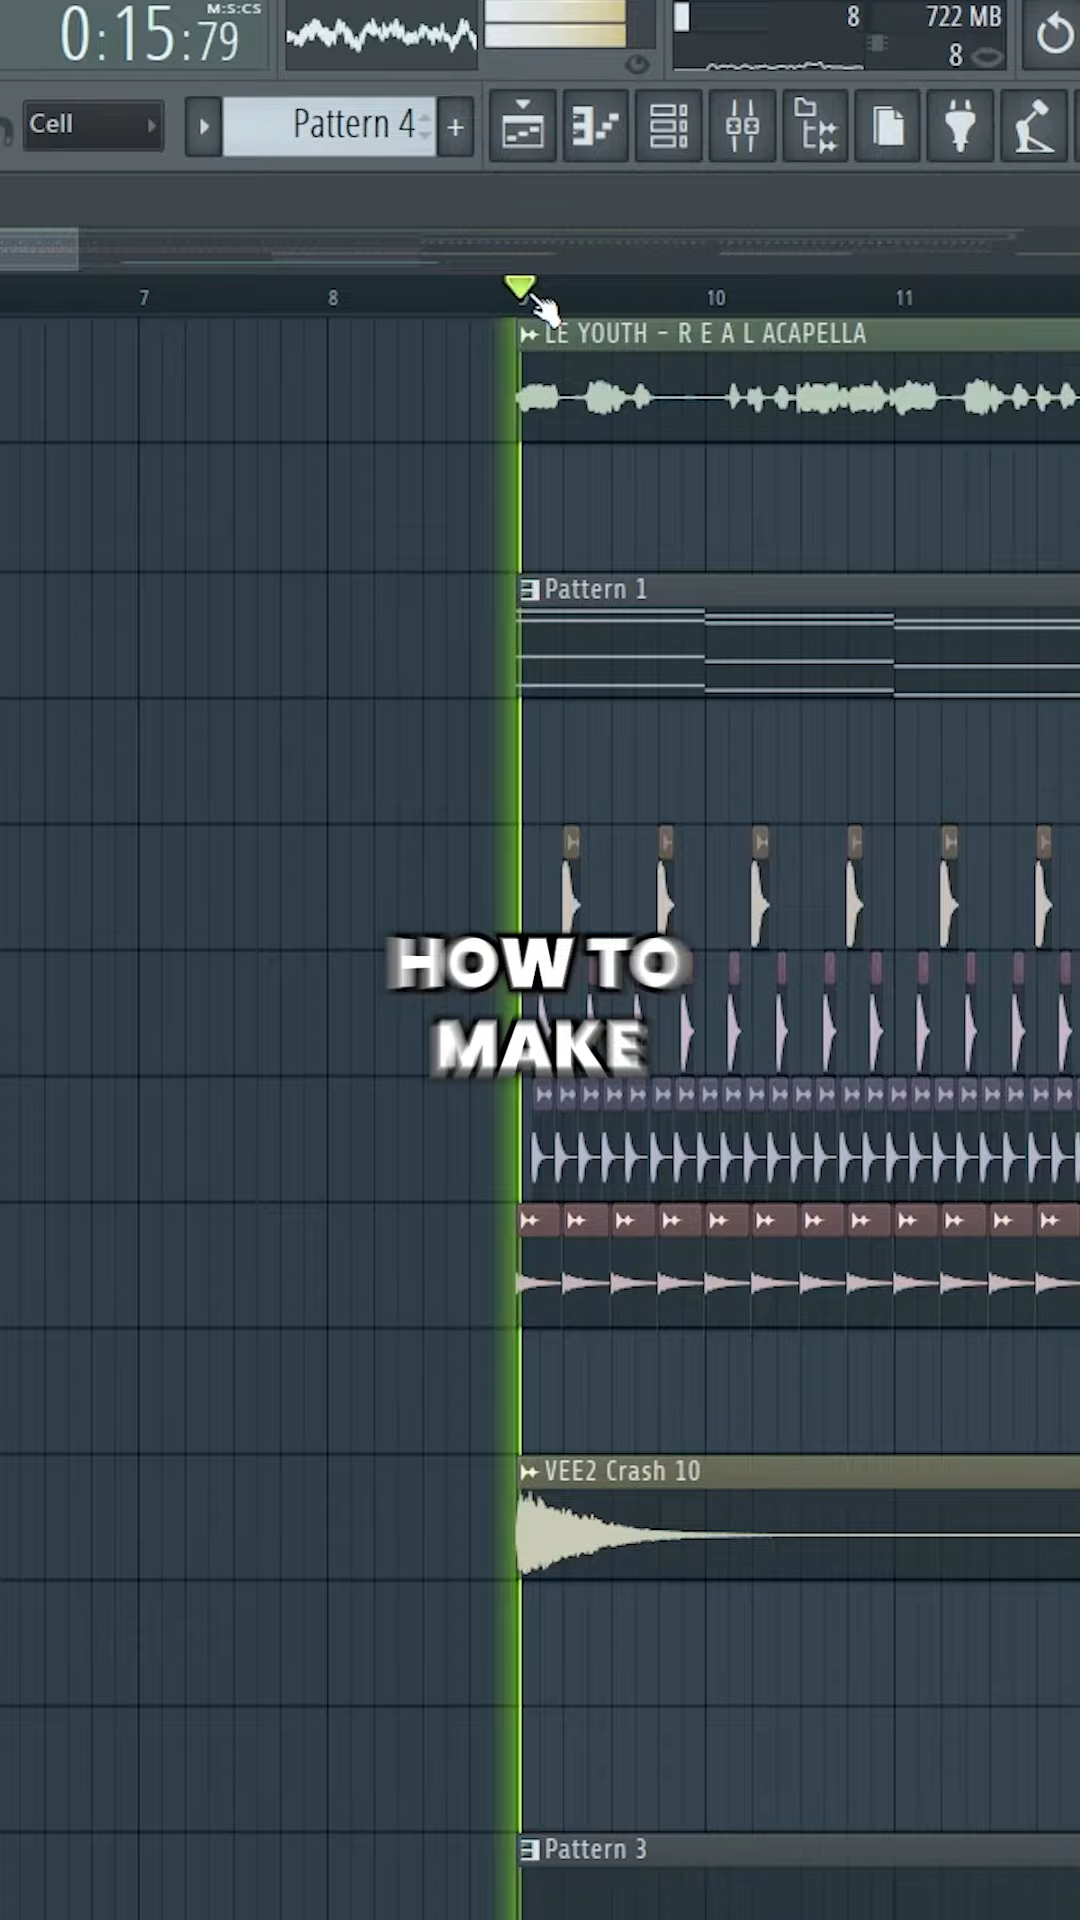 M:S:CS
0:15:79
8
722 MB
8
Cell
Pattern 4
+
7
8
10
11
LE YOUTH - R E A L ACAPELLA
Pattern 1
HOW TO
MAKE
VEE2 Crash 10
Pattern 3